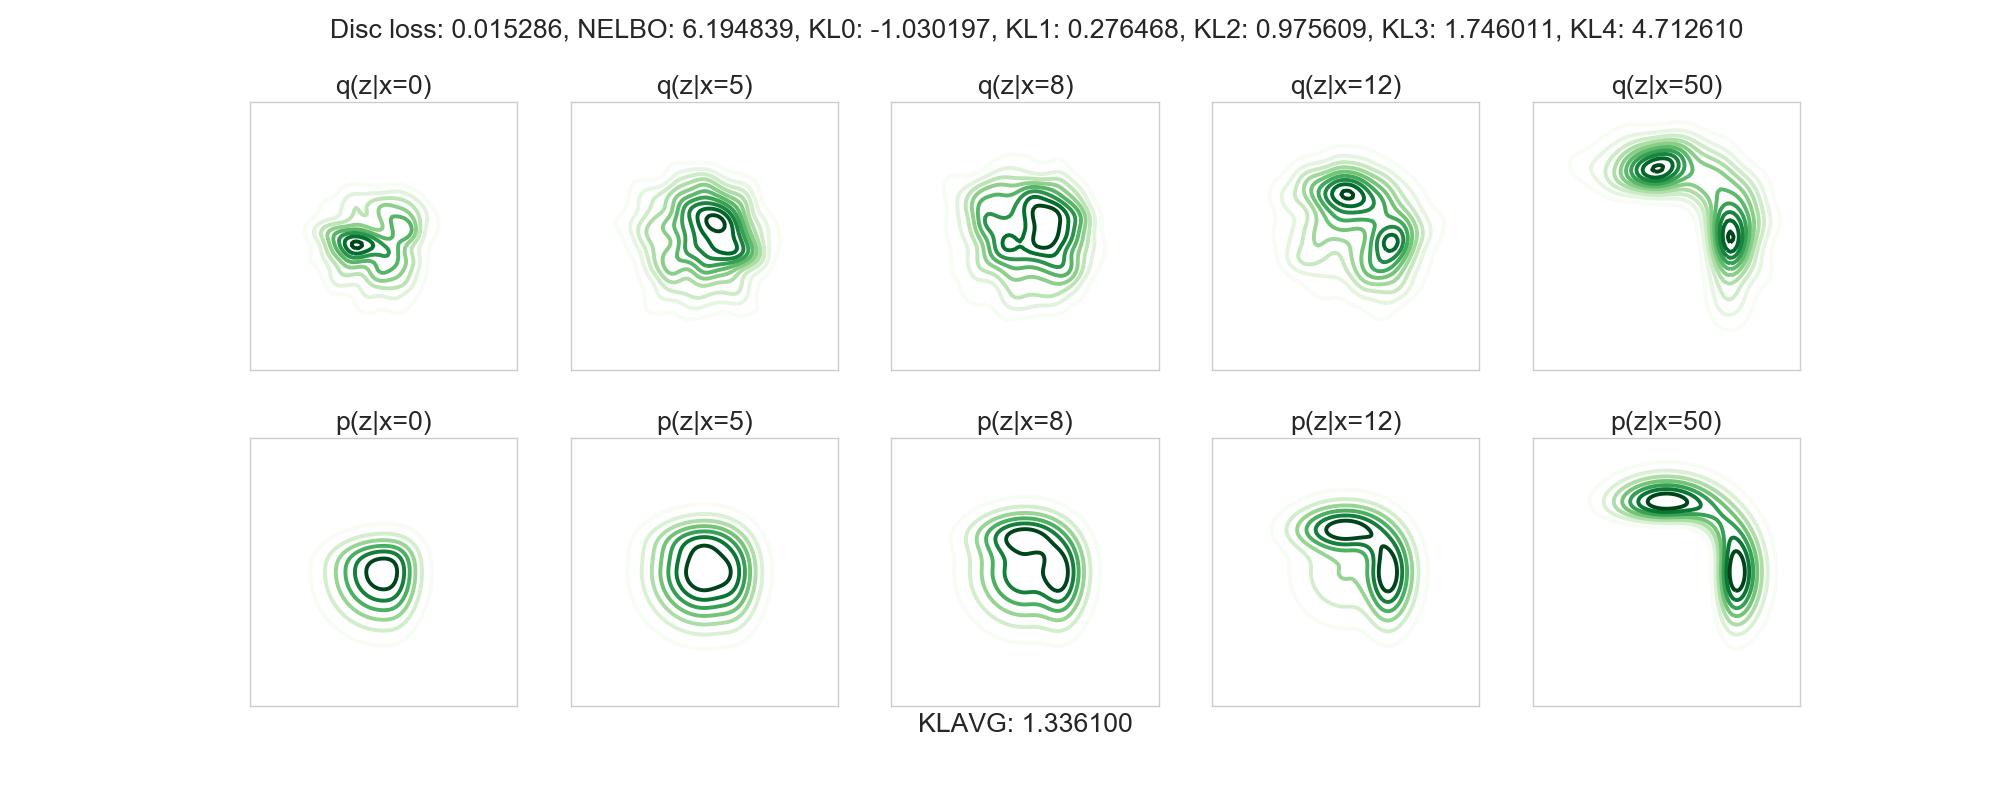 Disc loss: 0.015286, NELBO: 6.194839, KL0: -1.030197, KL1: 0.276468, KL2: 0.975609, KL3: 1.746011, KL4: 4.712610
q(z|x=0) q(z|x=5) q(z|x=8) q(z|x=12) q(z|x=50)
p(z|x=0) p(z|x=5) p(z|x=8) p(z|x=12) p(z|x=50)
KLAVG: 1.336100